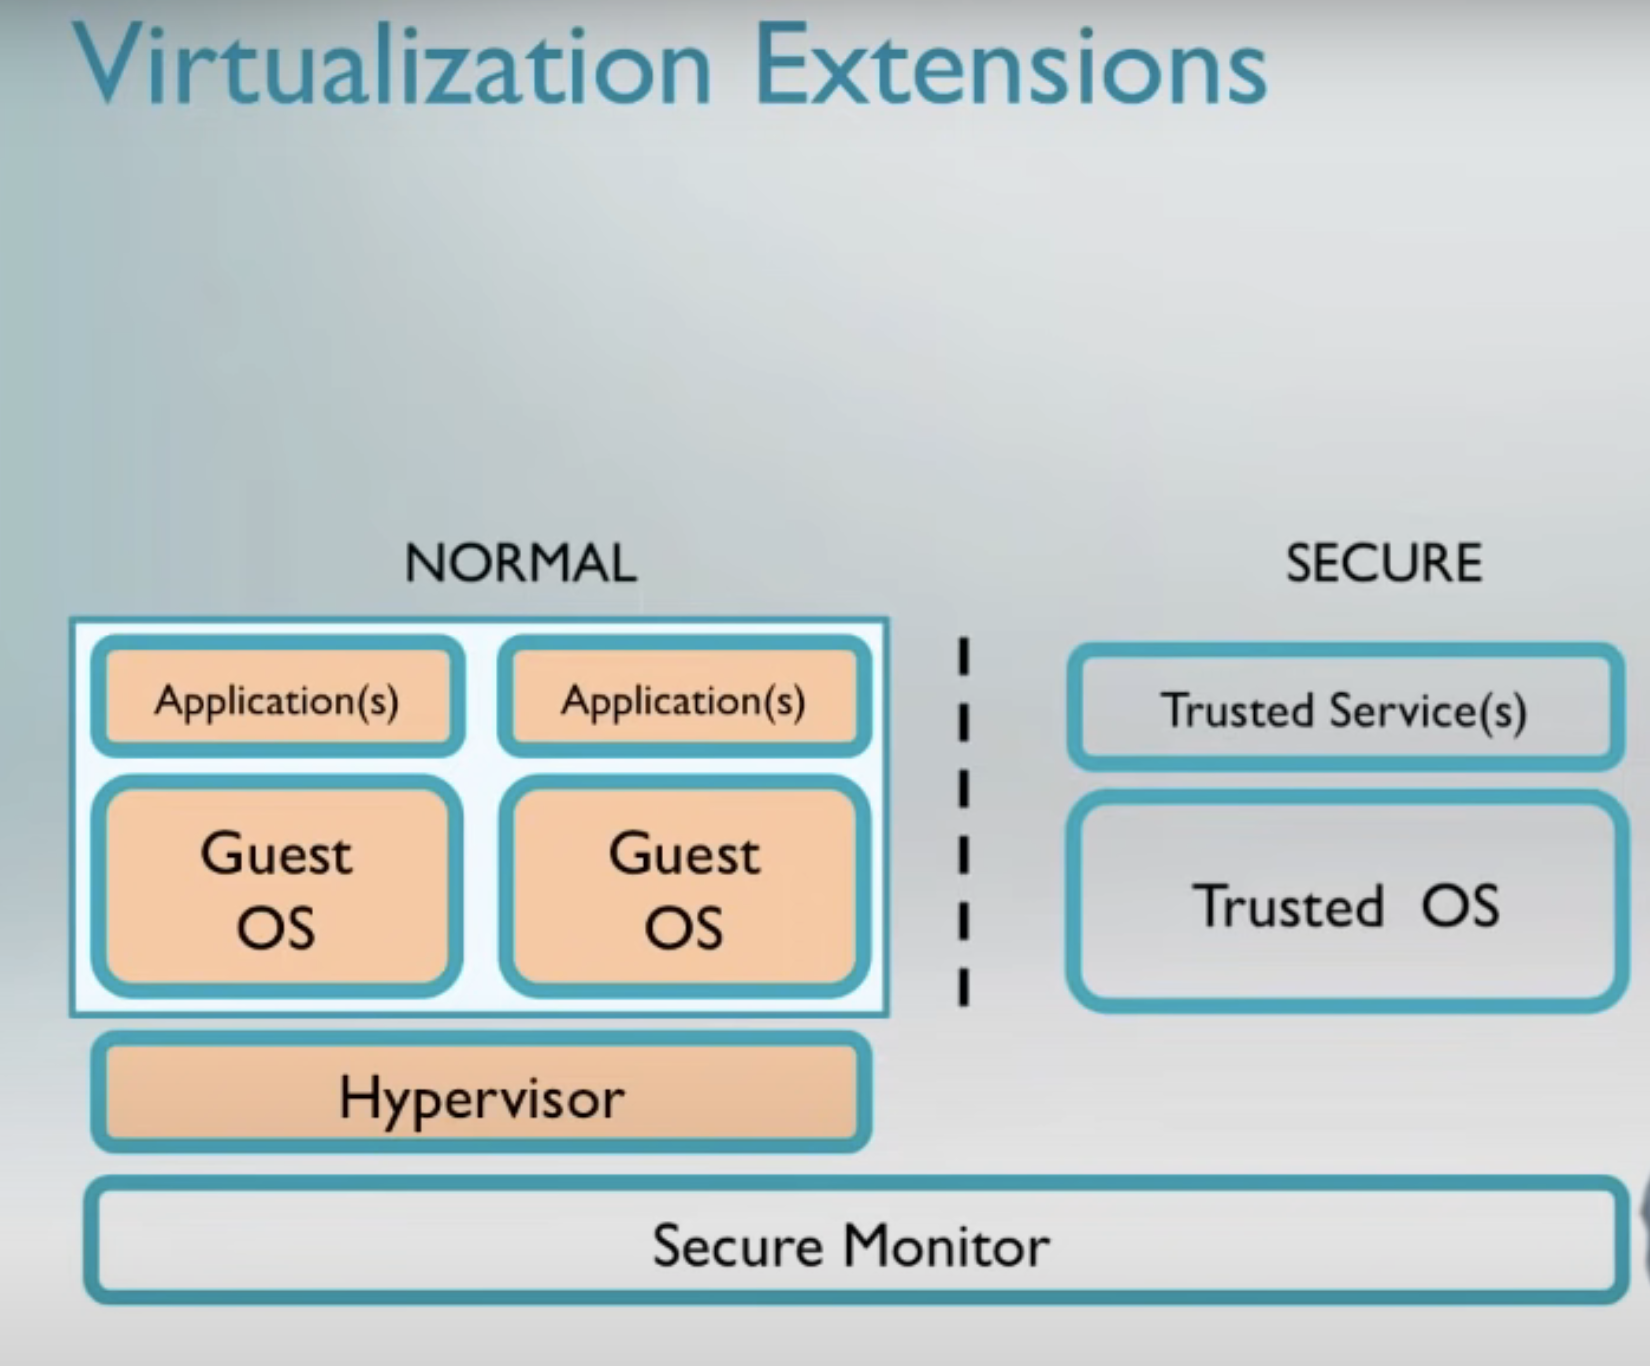 Virtualization Extensions
NORMAL
SECURE
Application(s)
Application(s)
Trusted Service(s)
Guest
OS
Guest
OS
Trusted OS
Hypervisor
Secure Monitor